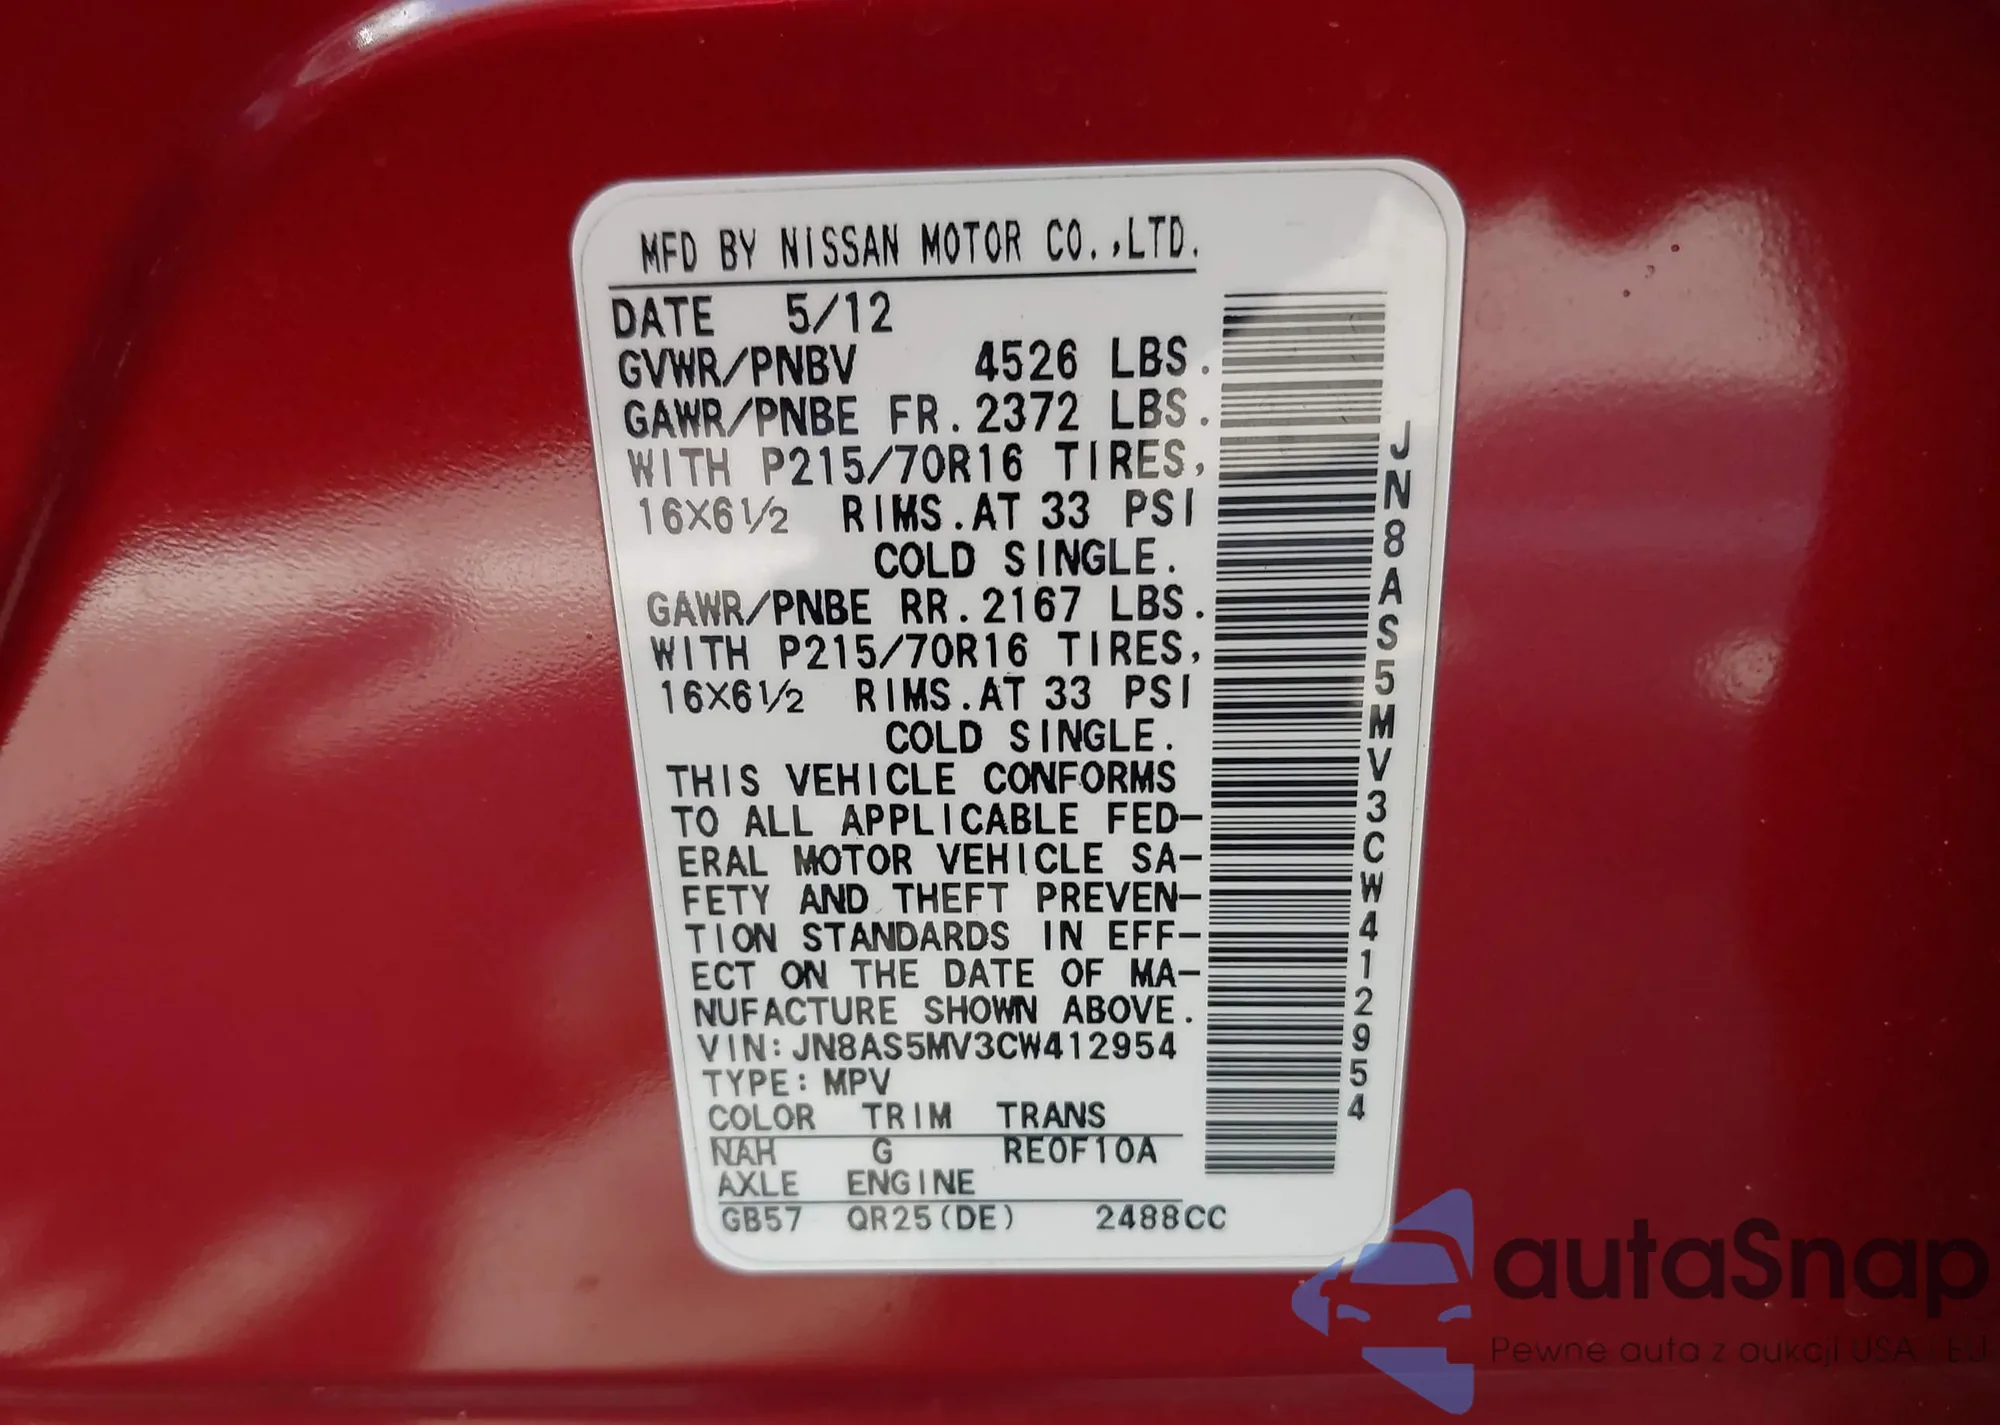 MFD BY NISSAN MOTOR CO.,LTD.
DATE 5/12
GVWR/PNBV 4526 LBS.
GAWR/PNBE FR.2372 LBS.
WITH P215/70R16 TIRES,
16X6½ RIMS.AT 33 PSI
COLD SINGLE.
GAWR/PNBE RR.2167 LBS.
WITH P215/70R16 TIRES,
16X6½ RIMS.AT 33 PSI
COLD SINGLE.
THIS VEHICLE CONFORMS
TO ALL APPLICABLE FED-
ERAL MOTOR VEHICLE SA-
FETY AND THEFT PREVEN-
TION STANDARDS IN EFF-
ECT ON THE DATE OF MA-
NUFACTURE SHOWN ABOVE.
VIN:JN8AS5MV3CW412954
TYPE:MPV
COLOR TRIM TRANS
NAH G RE0F10A
AXLE ENGINE
GB57 QR25(DE) 2488CC
JN8AS5MV3CW412954
autaSnap
Pewne auta z aukcji USA i EU